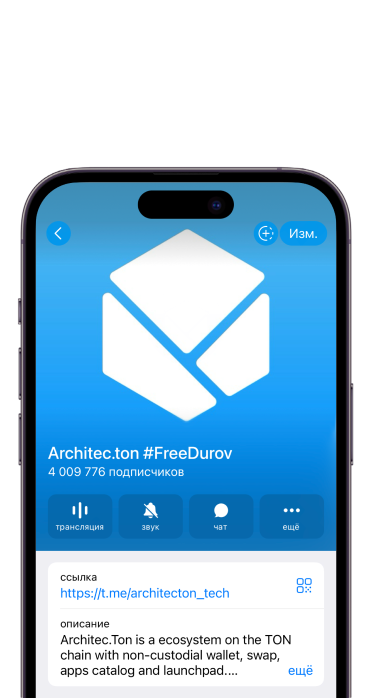 Изм.
Architec.ton #FreeDurov
4 009 776 подписчиков
трансляция
звук
чат
ещё
ссылка
https://t.me/architecton_tech
описание
Architec.Ton is a ecosystem on the TON
chain with non-custodial wallet, swap,
apps catalog and launchpad.... ещё